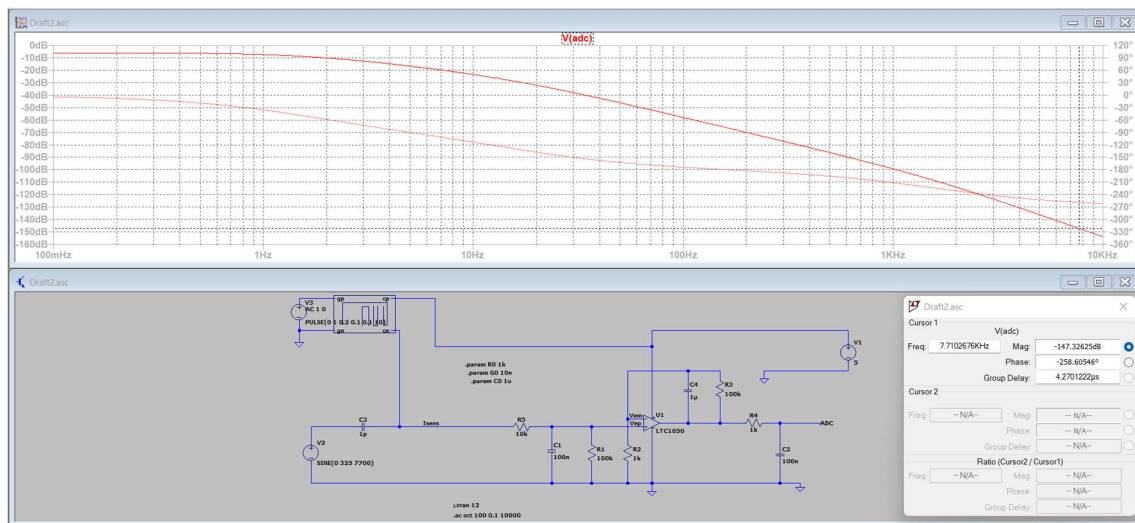 Draft2.asc
V(adc)
0dB
-10dB
-20dB
-30dB
-40dB
-50dB
-60dB
-70dB
-80dB
-90dB
-100dB
-110dB
-120dB
-130dB
-140dB
-150dB
-160dB
120°
90°
60°
30°
0°
-30°
-60°
-90°
-120°
-150°
-180°
-210°
-240°
-270°
-300°
-330°
-360°
100mHz 1Hz 10Hz 100Hz 1KHz 10KHz
Draft2.asc
V3
AC 1 0
PULSE(0 1 0.2 0.1 0.1 10)
gp cp
gn cn
.param R0 1k
.param G0 10n
.param C0 1u
V1
5
C4
1µ
R3
100k
C3
1p
Isens
R5
10k
Vem
Vep
U1
LTC1050
R4
1k
ADC
V2
SINE(0 325 7700)
C1
100n
R1
100k
R2
1k
C2
100n
.tran 12
.ac oct 100 0.1 10000
Draft2.asc
Cursor 1
V(adc)
Freq: 7.7102676KHz Mag: -147.32625dB
Phase: -258.60546°
Group Delay: 4.2701222µs
Cursor 2
Freq: -- N/A-- Mag: -- N/A--
Phase: -- N/A--
Group Delay: -- N/A--
Ratio (Cursor2 / Cursor1)
Freq: -- N/A-- Mag: -- N/A--
Phase: -- N/A--
Group Delay: -- N/A--